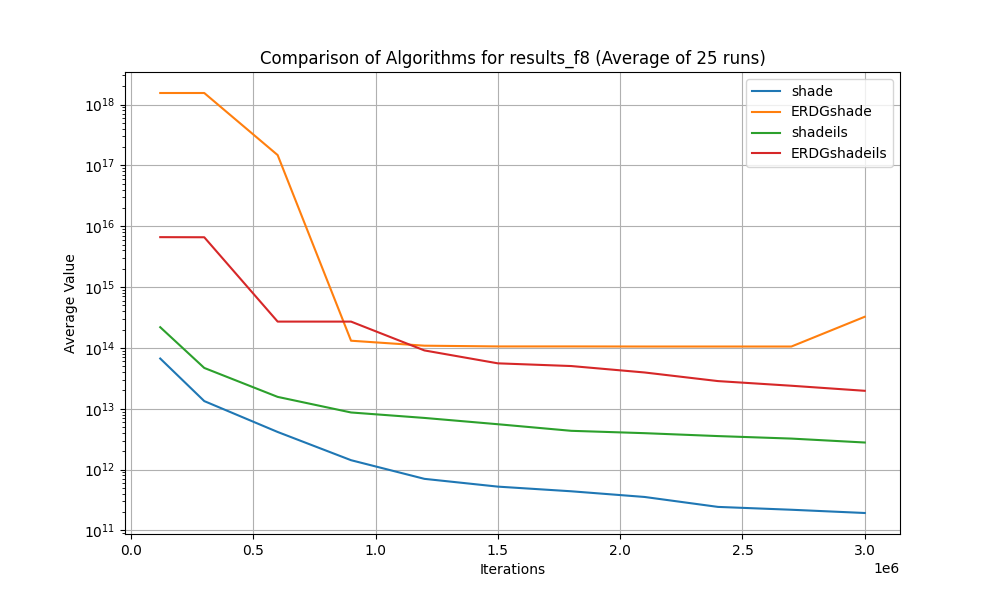 Comparison of Algorithms for results_f8 (Average of 25 runs)
shade
ERDGshade
shadeils
ERDGshadeils
Average Value
10^18
10^17
10^16
10^15
10^14
10^13
10^12
10^11
0.0 0.5 1.0 1.5 2.0 2.5 3.0
1e6
Iterations